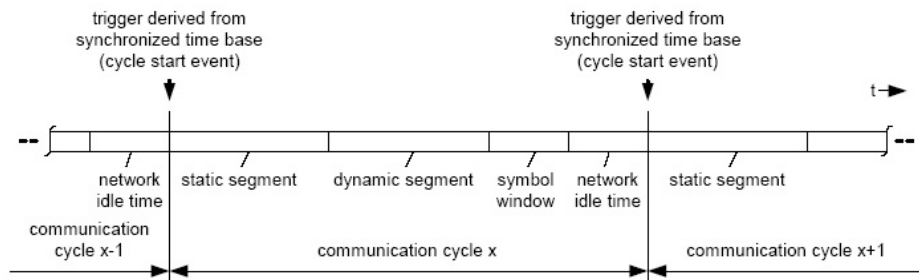 trigger derived from
synchronized time base
(cycle start event)
trigger derived from
synchronized time base
(cycle start event)
t
network
idle time
static segment
dynamic segment
symbol
window
network
idle time
static segment
communication
cycle x-1
communication cycle x
communication cycle x+1